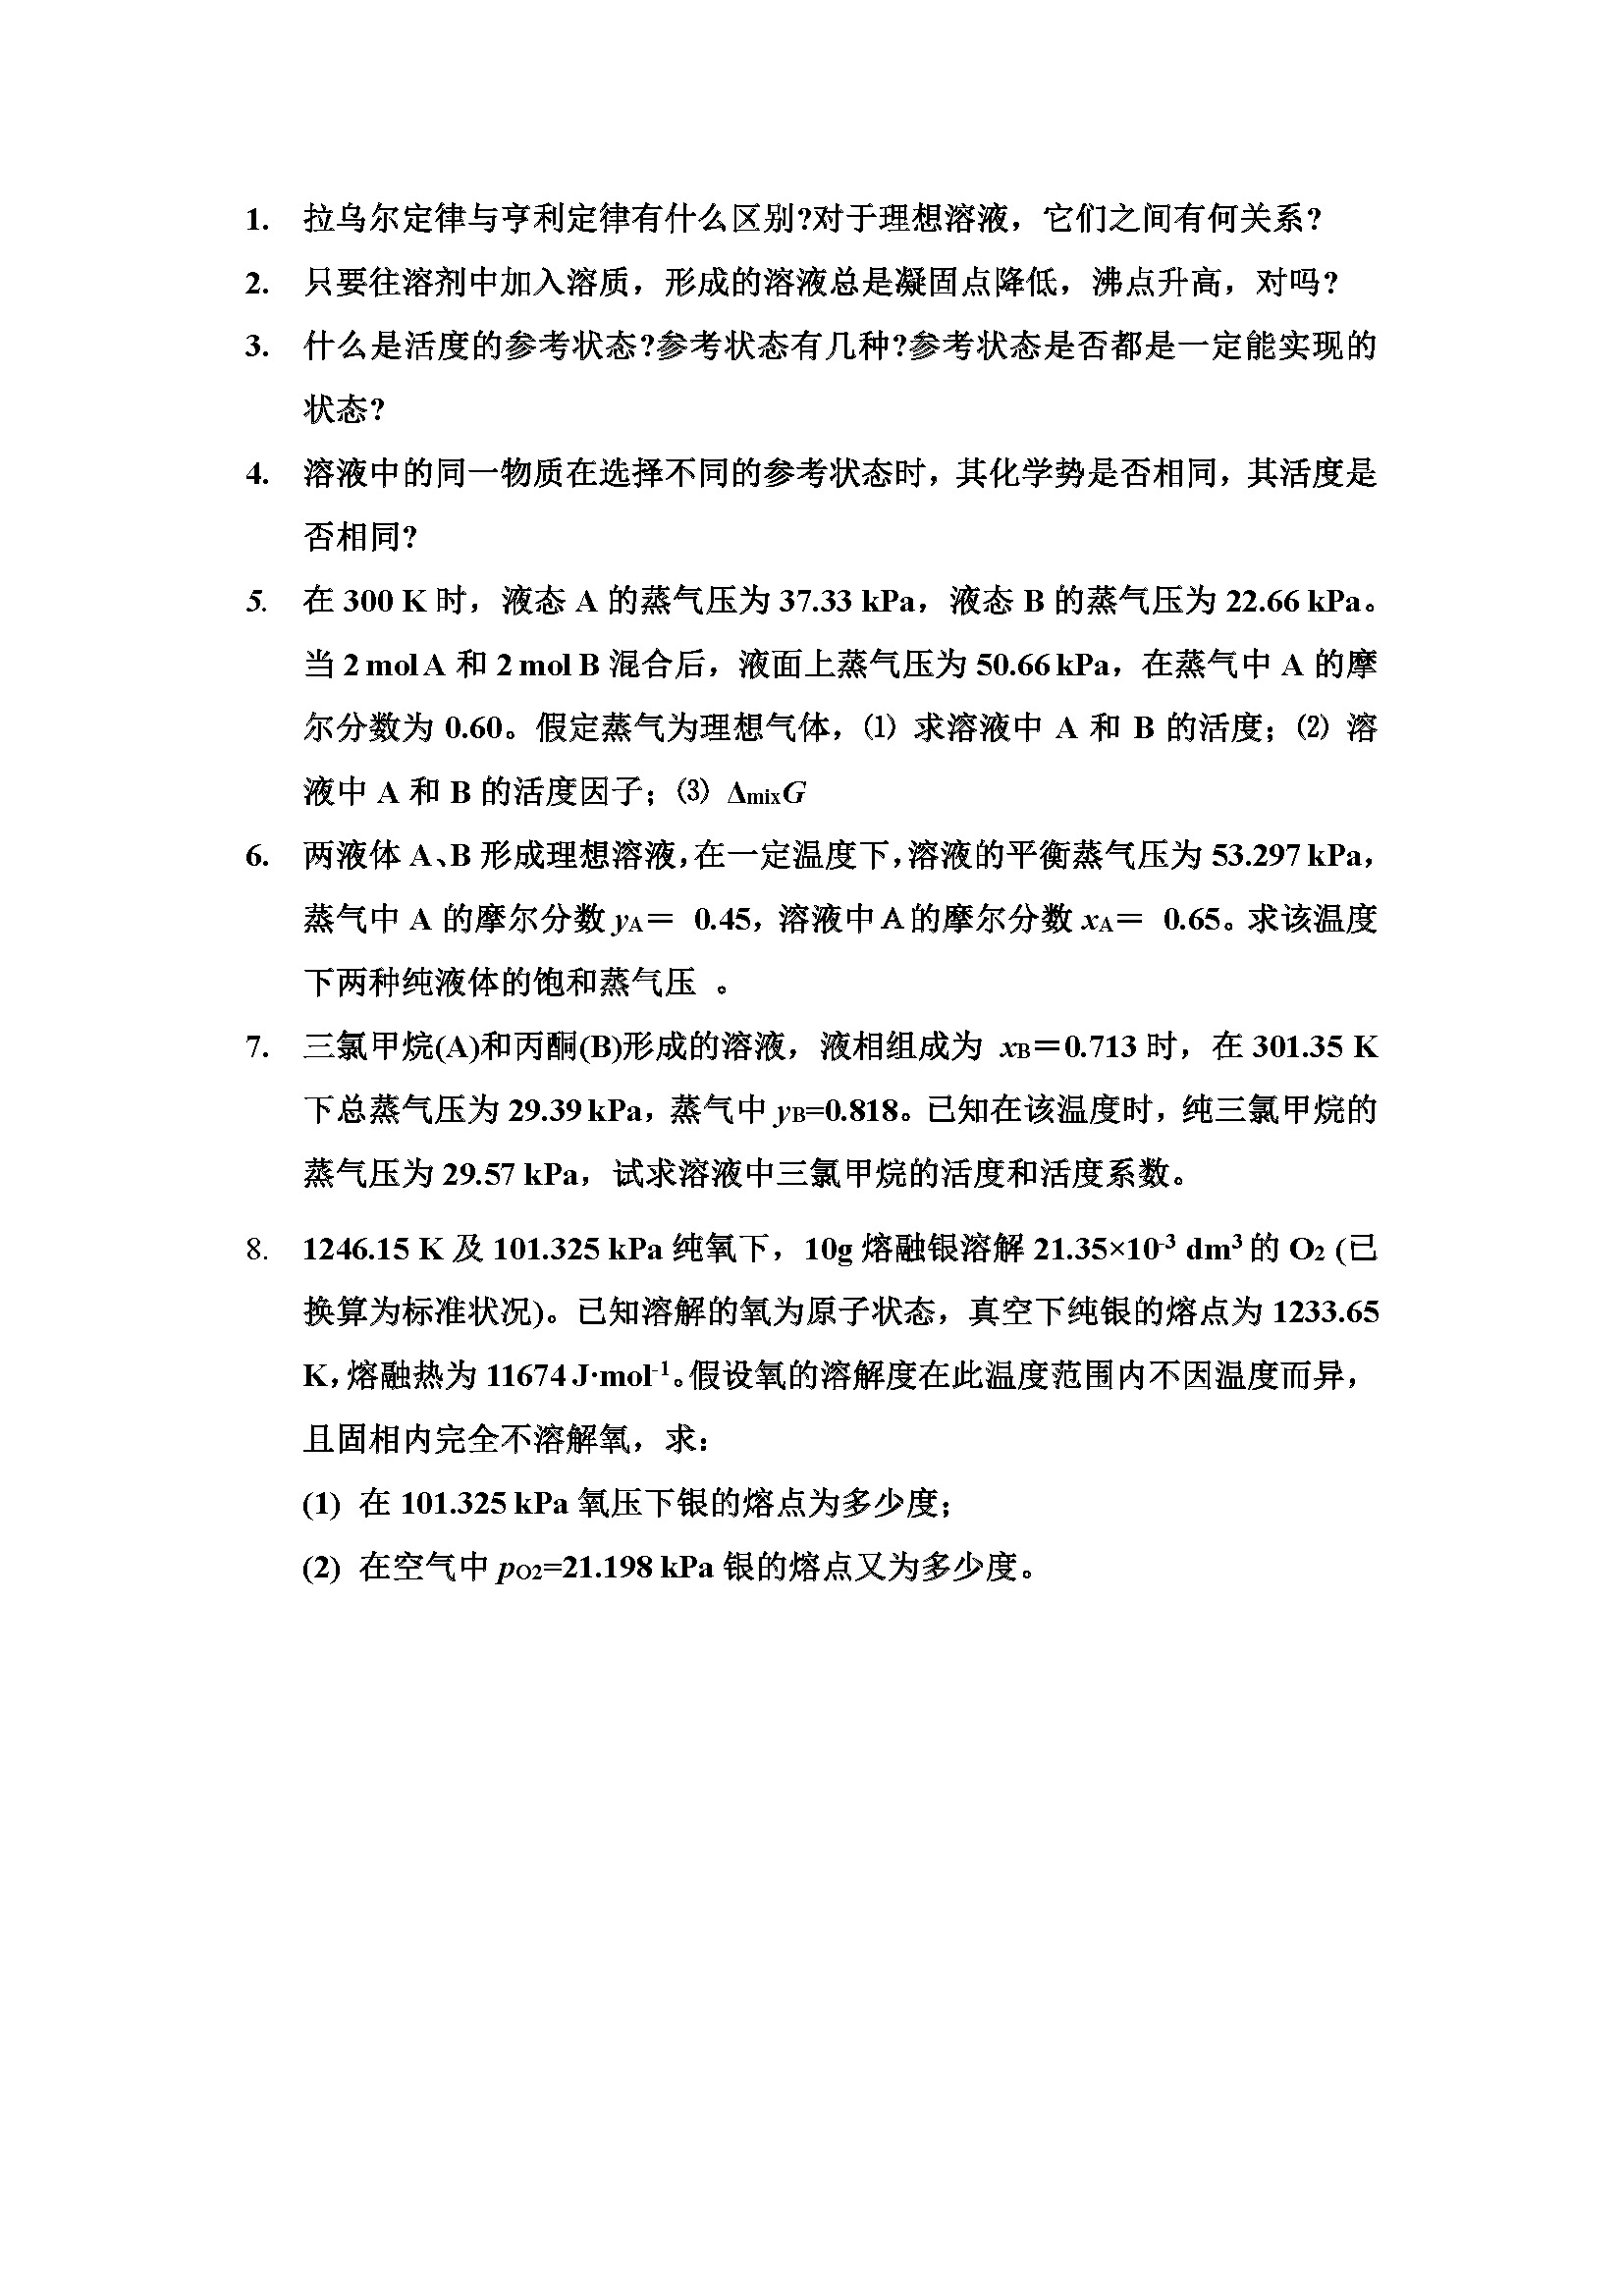 1. 拉乌尔定律与亨利定律有什么区别?对于理想溶液，它们之间有何关系?
2. 只要往溶剂中加入溶质，形成的溶液总是凝固点降低，沸点升高，对吗?
3. 什么是活度的参考状态?参考状态有几种?参考状态是否都是一定能实现的
状态?
4. 溶液中的同一物质在选择不同的参考状态时，其化学势是否相同，其活度是
否相同?
5. 在 300 K 时，液态 A 的蒸气压为 37.33 kPa，液态 B 的蒸气压为 22.66 kPa。
当 2 mol A 和 2 mol B 混合后，液面上蒸气压为 50.66 kPa，在蒸气中 A 的摩
尔分数为 0.60。假定蒸气为理想气体，⑴ 求溶液中 A 和 B 的活度；⑵ 溶
液中 A 和 B 的活度因子；⑶ ΔmixG
6. 两液体 A、B 形成理想溶液，在一定温度下，溶液的平衡蒸气压为 53.297 kPa，
蒸气中 A 的摩尔分数 yA＝ 0.45，溶液中Ａ的摩尔分数 xA＝ 0.65。求该温度
下两种纯液体的饱和蒸气压 。
7. 三氯甲烷(A)和丙酮(B)形成的溶液，液相组成为 xB＝0.713 时，在 301.35 K
下总蒸气压为 29.39 kPa，蒸气中 yB=0.818。已知在该温度时，纯三氯甲烷的
蒸气压为 29.57 kPa，试求溶液中三氯甲烷的活度和活度系数。
8. 1246.15 K 及 101.325 kPa 纯氧下，10g 熔融银溶解 21.35×10⁻³ dm³ 的 O₂ (已
换算为标准状况)。已知溶解的氧为原子状态，真空下纯银的熔点为 1233.65
K，熔融热为 11674 J·mol⁻¹。假设氧的溶解度在此温度范围内不因温度而异，
且固相内完全不溶解氧，求：
(1) 在 101.325 kPa 氧压下银的熔点为多少度；
(2) 在空气中 pO2=21.198 kPa 银的熔点又为多少度。